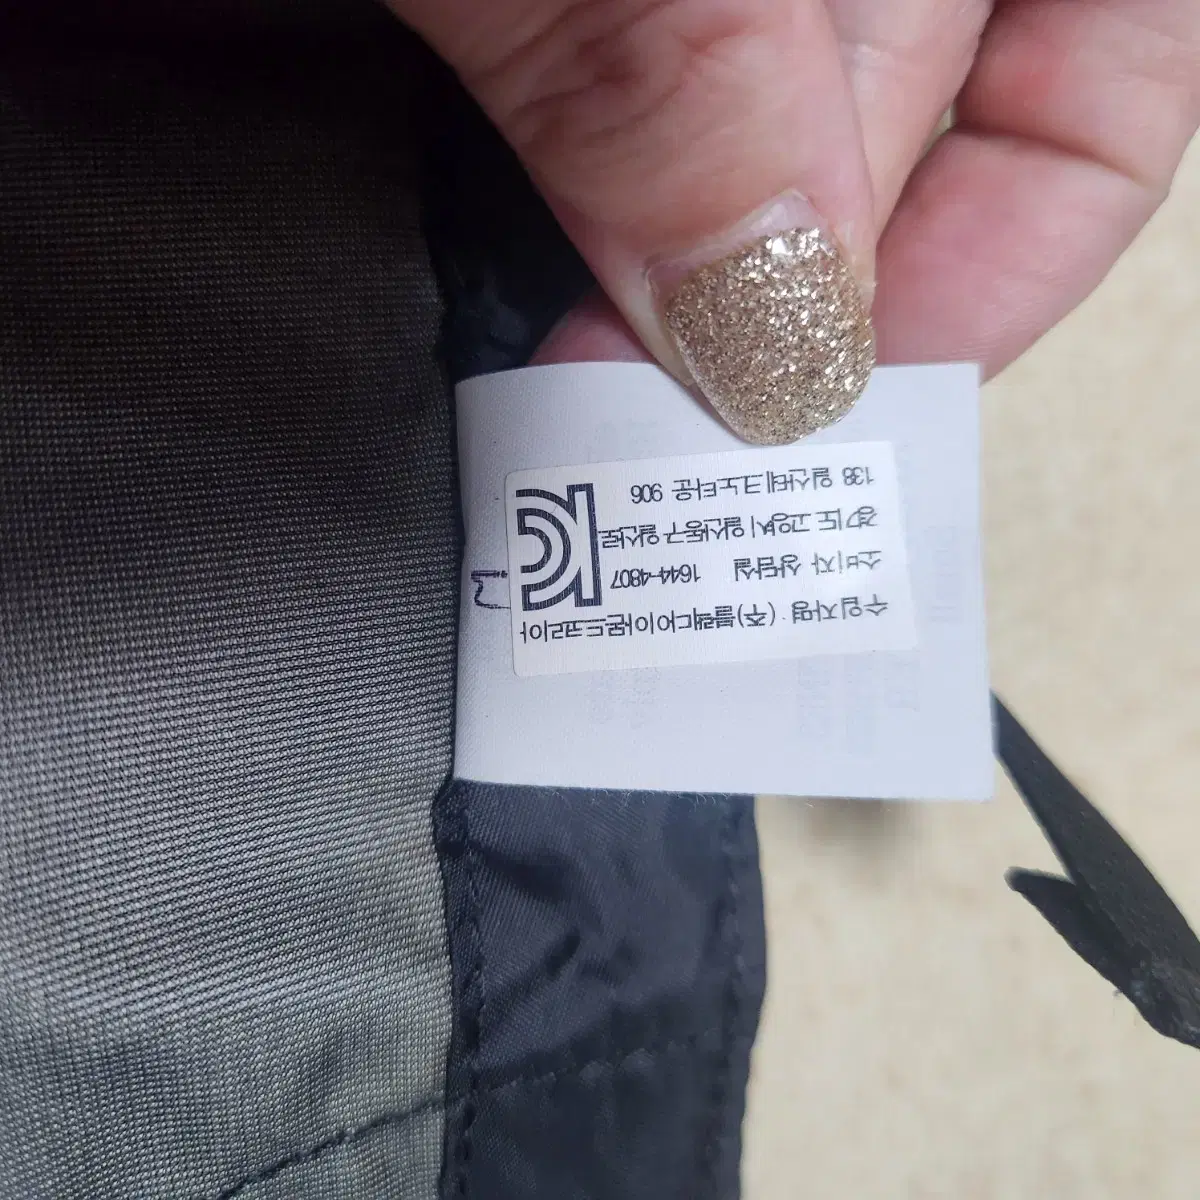 수입자명 (주)블랙다이아몬드코리아
소비자 상담실 1644-4807
경기도 고양시 일산동구 일산로
138 일산테크노타운 906